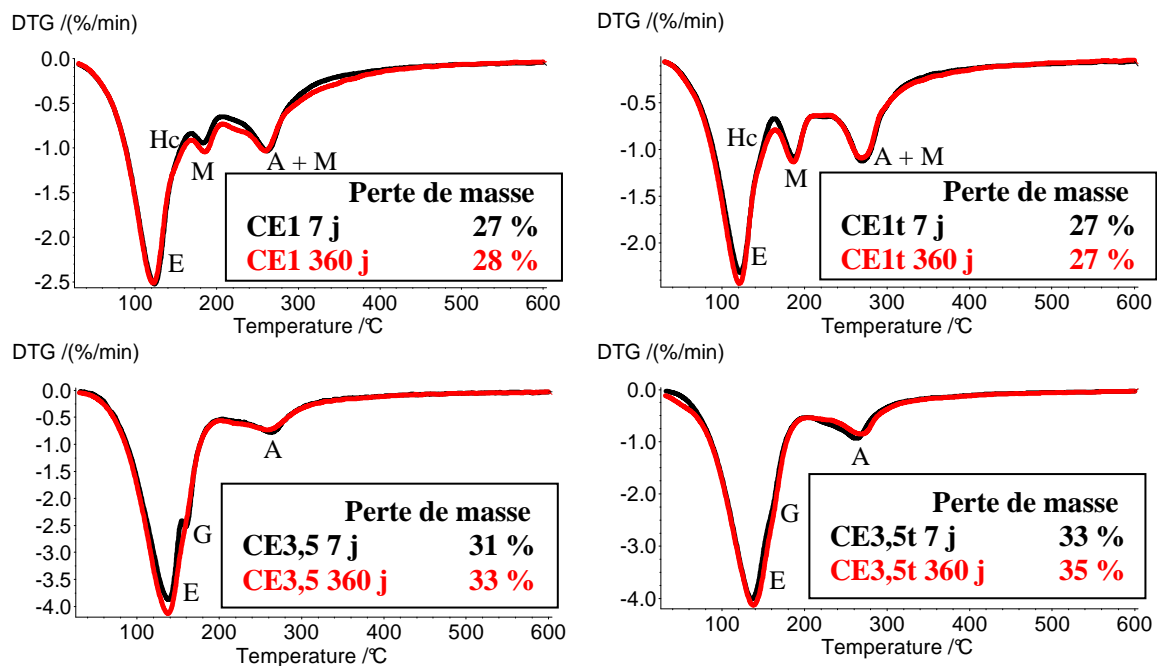 DTG /(%/min)
0.0
-0.5
-1.0
-1.5
-2.0
-2.5
Hc
M
A + M
E
Perte de masse
CE1 7 j 27 %
CE1 360 j 28 %
100 200 300 400 500 600
Temperature /°C
DTG /(%/min)
0.0
-0.5
-1.0
-1.5
-2.0
Hc
M
A + M
E
Perte de masse
CE1t 7 j 27 %
CE1t 360 j 27 %
100 200 300 400 500 600
Temperature /°C
DTG /(%/min)
0.0
-0.5
-1.0
-1.5
-2.0
-2.5
-3.0
-3.5
-4.0
A
G
E
Perte de masse
CE3,5 7 j 31 %
CE3,5 360 j 33 %
100 200 300 400 500 600
Temperature /°C
DTG /(%/min)
0.0
-1.0
-2.0
-3.0
-4.0
A
G
E
Perte de masse
CE3,5t 7 j 33 %
CE3,5t 360 j 35 %
100 200 300 400 500 600
Temperature /°C